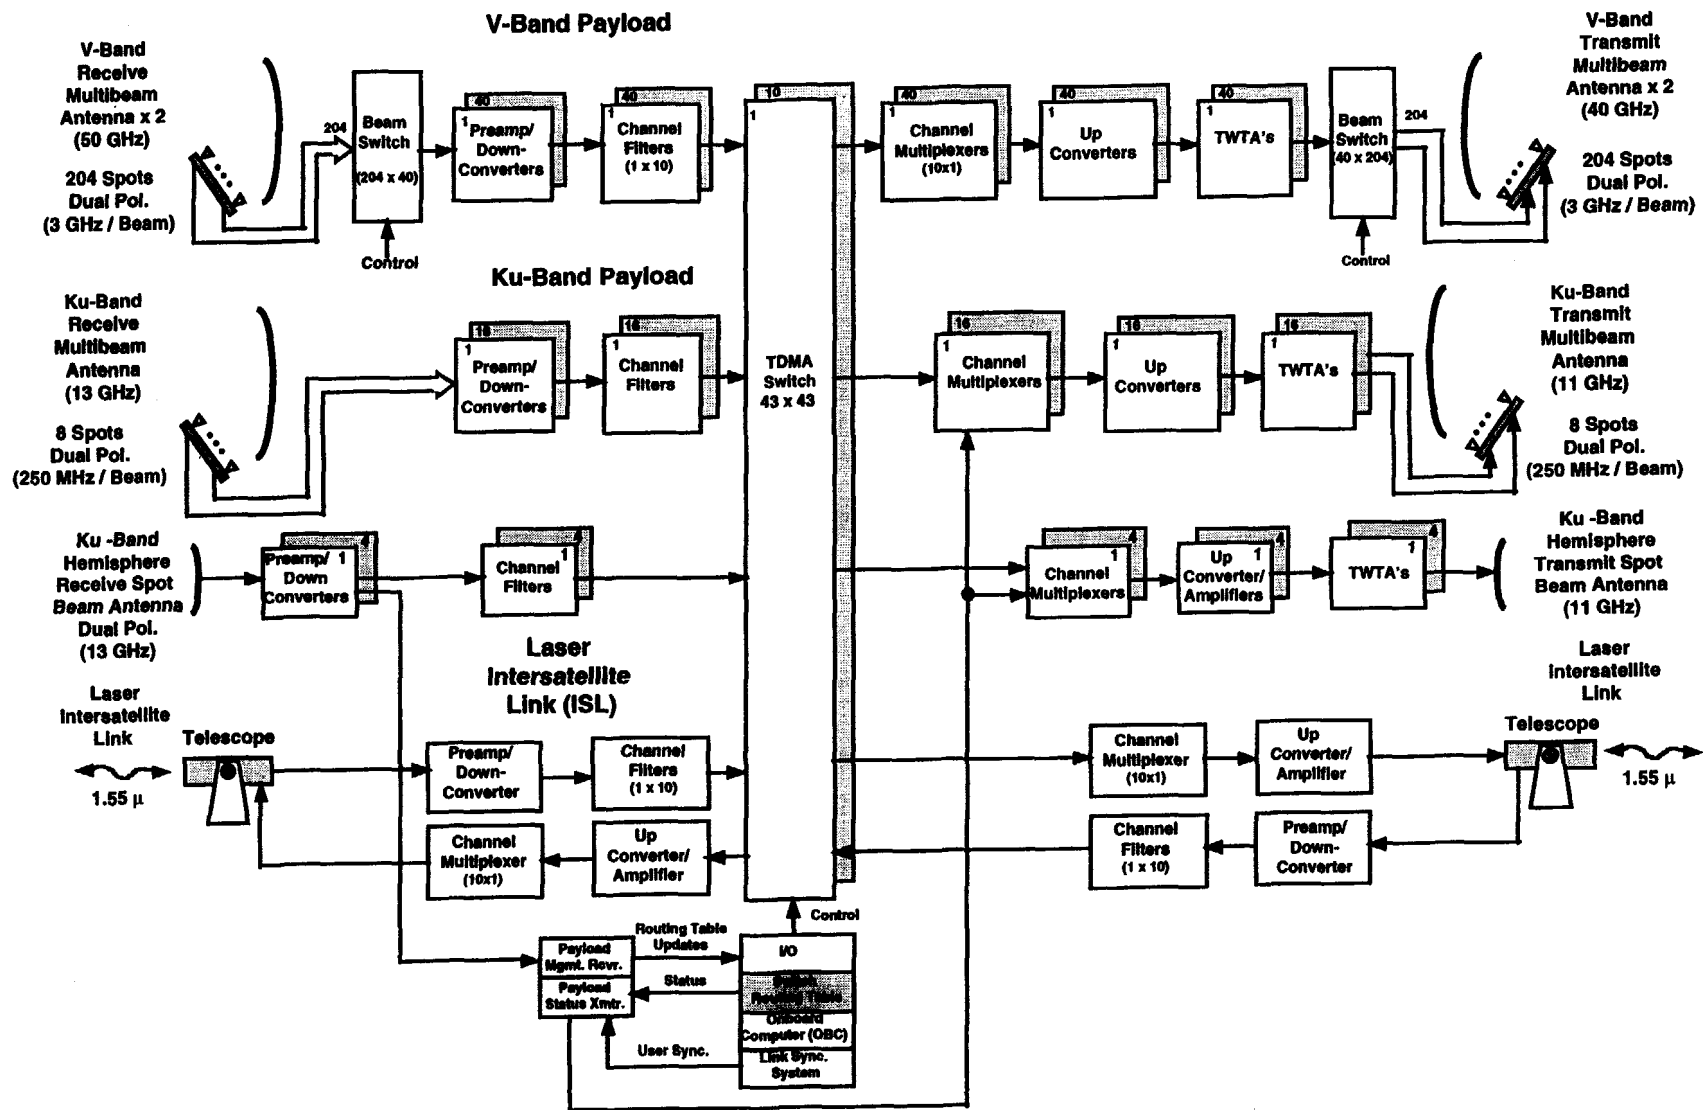 V-Band Payload
V-Band
Receive
Multibeam
Antenna x 2
(50 GHz)
204 Spots
Dual Pol.
(3 GHz / Beam)
204
Beam
Switch
(204 x 40)
Control
40
1
Preamp/
Down-
Converters
40
1
Channel
Filters
(1 x 10)
10
1
TDMA
Switch
43 x 43
40
1
Channel
Multiplexers
(10x1)
40
1
Up
Converters
40
1
TWTA's
Beam
Switch
(40 x 204)
Control
204
V-Band
Transmit
Multibeam
Antenna x 2
(40 GHz)
204 Spots
Dual Pol.
(3 GHz / Beam)
Ku-Band Payload
Ku-Band
Receive
Multibeam
Antenna
(13 GHz)
8 Spots
Dual Pol.
(250 MHz / Beam)
16
1
Preamp/
Down-
Converters
16
1
Channel
Filters
16
1
Channel
Multiplexers
16
1
Up
Converters
16
1
TWTA's
Ku-Band
Transmit
Multibeam
Antenna
(11 GHz)
8 Spots
Dual Pol.
(250 MHz / Beam)
Ku -Band
Hemisphere
Receive Spot
Beam Antenna
Dual Pol.
(13 GHz)
4
Preamp/ 1
Down
Converters
4
1
Channel
Filters
4
1
Channel
Multiplexers
4
Up 1
Converter/
Amplifiers
4
1
TWTA's
Ku -Band
Hemisphere
Transmit Spot
Beam Antenna
(11 GHz)
Laser
Intersatellite
Link (ISL)
Laser
Intersatellite
Link
Telescope
1.55 µ
Preamp/
Down-
Converter
Channel
Filters
(1 x 10)
Channel
Multiplexer
(10x1)
Up
Converter/
Amplifier
Channel
Multiplexer
(10x1)
Up
Converter/
Amplifier
Channel
Filters
(1 x 10)
Preamp/
Down-
Converter
Laser
Intersatellite
Link
Telescope
1.55 µ
Control
Payload
Mgmt. Rcvr.
Payload
Status Xmtr.
Routing Table
Updates
Status
User Sync.
I/O
Switch
Routing Table
Onboard
Computer (OBC)
Link Sync.
System